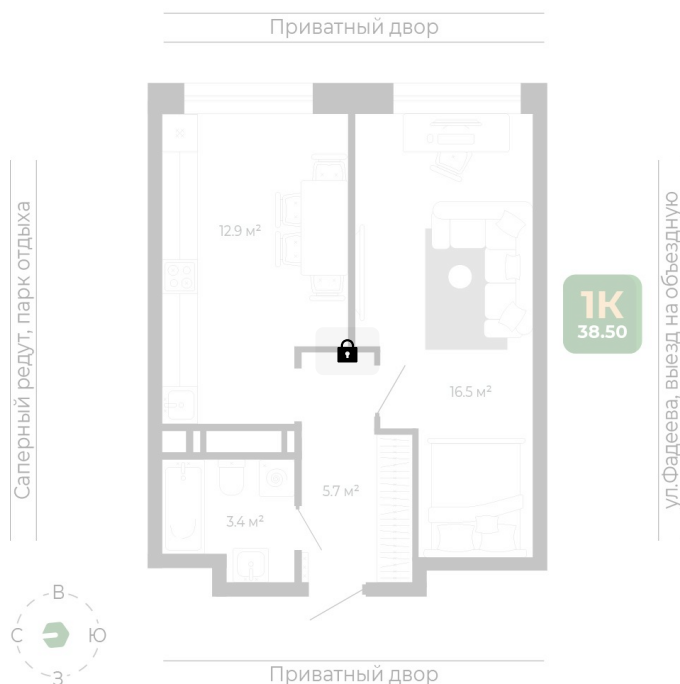 Приватный двор
Саперный редут, парк отдыха
12.9 м²
1К
38.50
ул.Фадеева, выезд на объездную
16.5 м²
5.7 м²
3.4 м²
В
С
Ю
З
Приватный двор